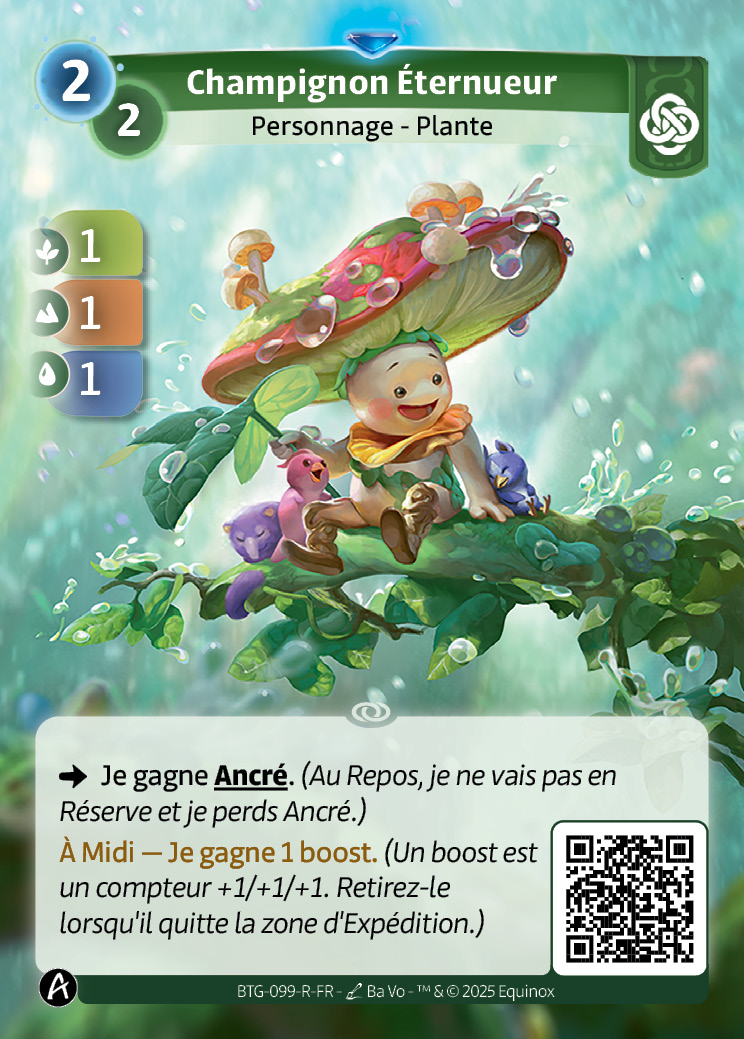 2
Champignon Éternueur
2
Personnage - Plante
1
1
1
Je gagne Ancré. (Au Repos, je ne vais pas en
Réserve et je perds Ancré.)
À Midi — Je gagne 1 boost. (Un boost est
un compteur +1/+1/+1. Retirez-le
lorsqu'il quitte la zone d'Expédition.)
BTG-099-R-FR - Ba Vo - ™ & © 2025 Equinox